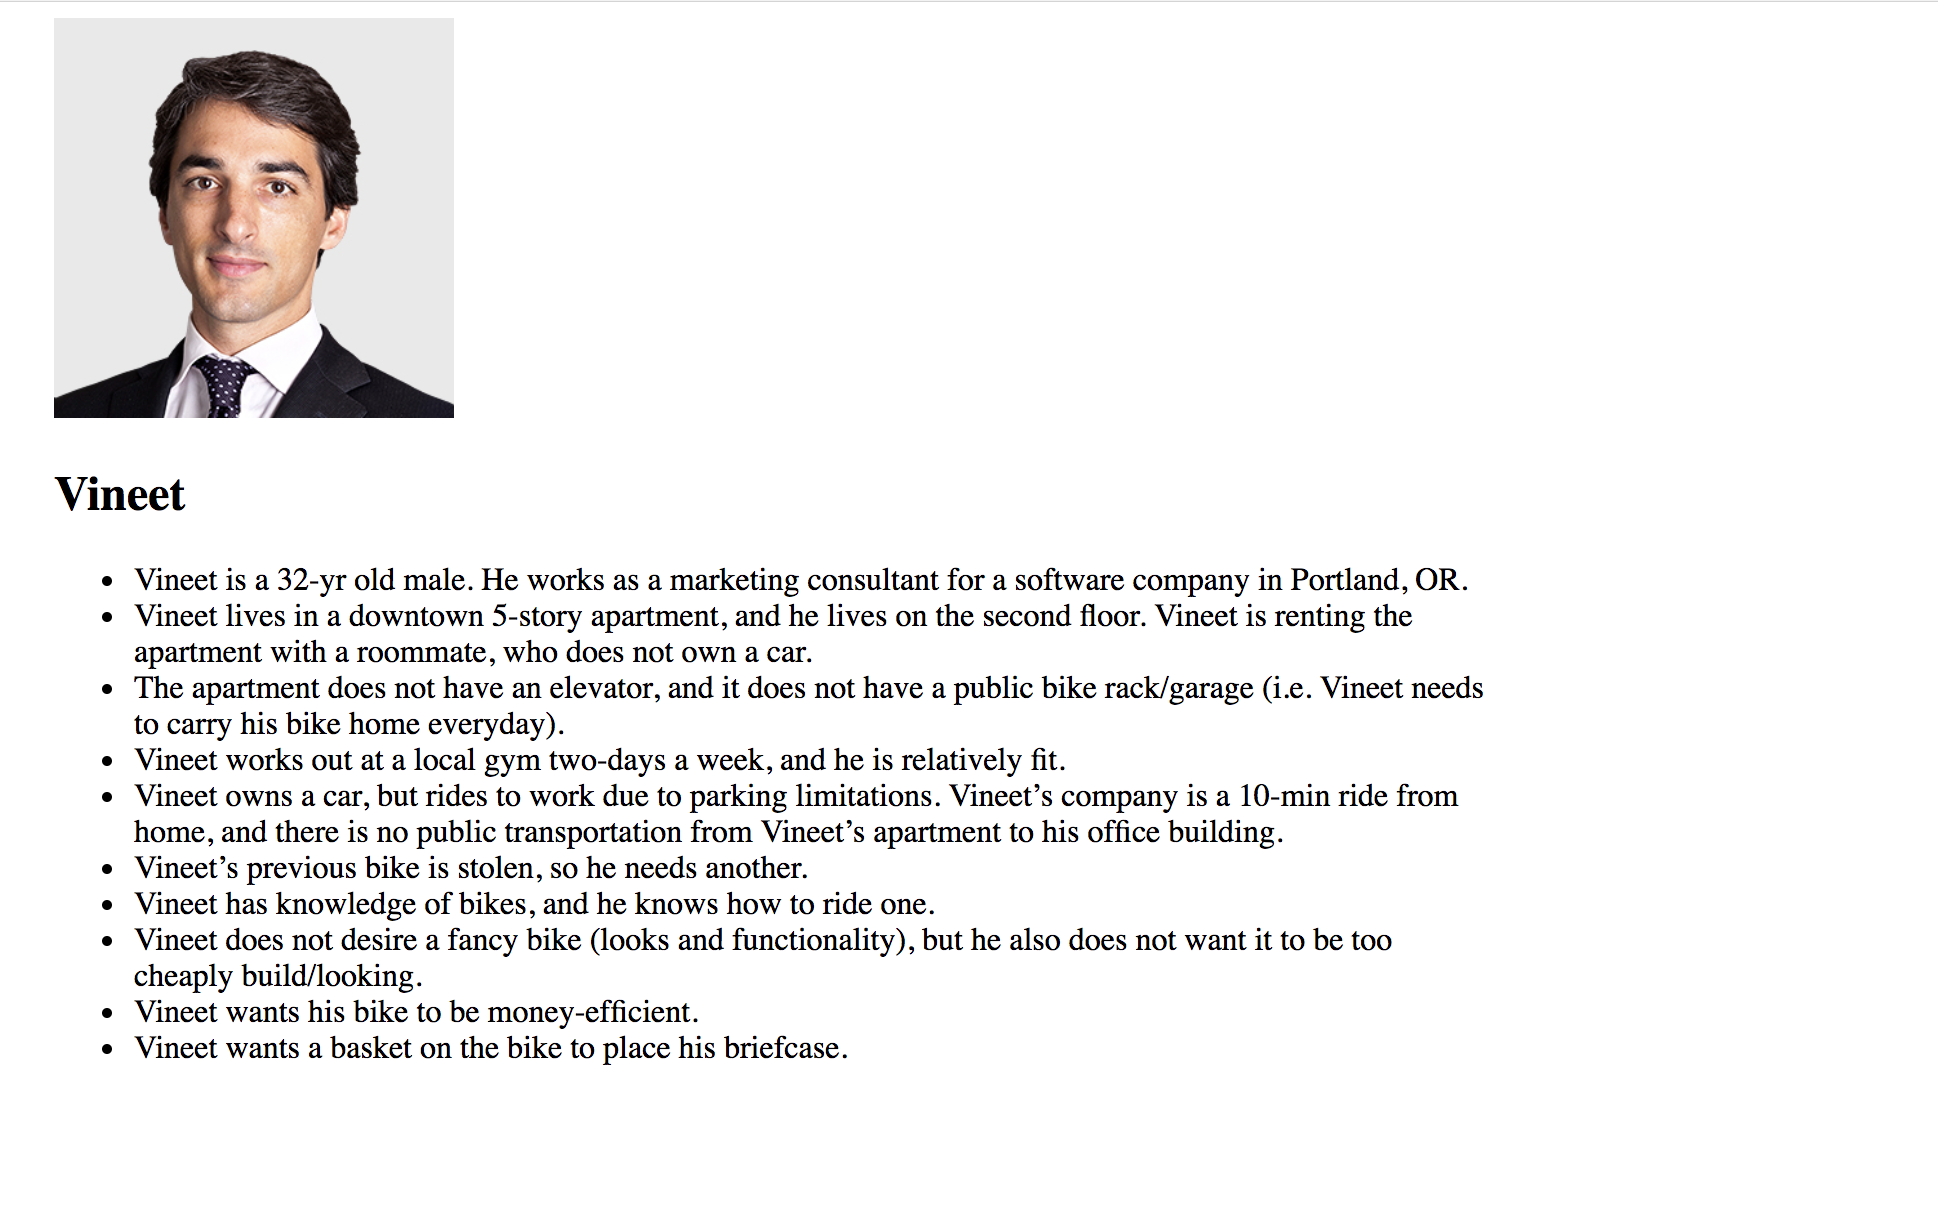 Vineet
• Vineet is a 32-yr old male. He works as a marketing consultant for a software company in Portland, OR.
• Vineet lives in a downtown 5-story apartment, and he lives on the second floor. Vineet is renting the
apartment with a roommate, who does not own a car.
• The apartment does not have an elevator, and it does not have a public bike rack/garage (i.e. Vineet needs
to carry his bike home everyday).
• Vineet works out at a local gym two-days a week, and he is relatively fit.
• Vineet owns a car, but rides to work due to parking limitations. Vineet’s company is a 10-min ride from
home, and there is no public transportation from Vineet’s apartment to his office building.
• Vineet’s previous bike is stolen, so he needs another.
• Vineet has knowledge of bikes, and he knows how to ride one.
• Vineet does not desire a fancy bike (looks and functionality), but he also does not want it to be too
cheaply build/looking.
• Vineet wants his bike to be money-efficient.
• Vineet wants a basket on the bike to place his briefcase.